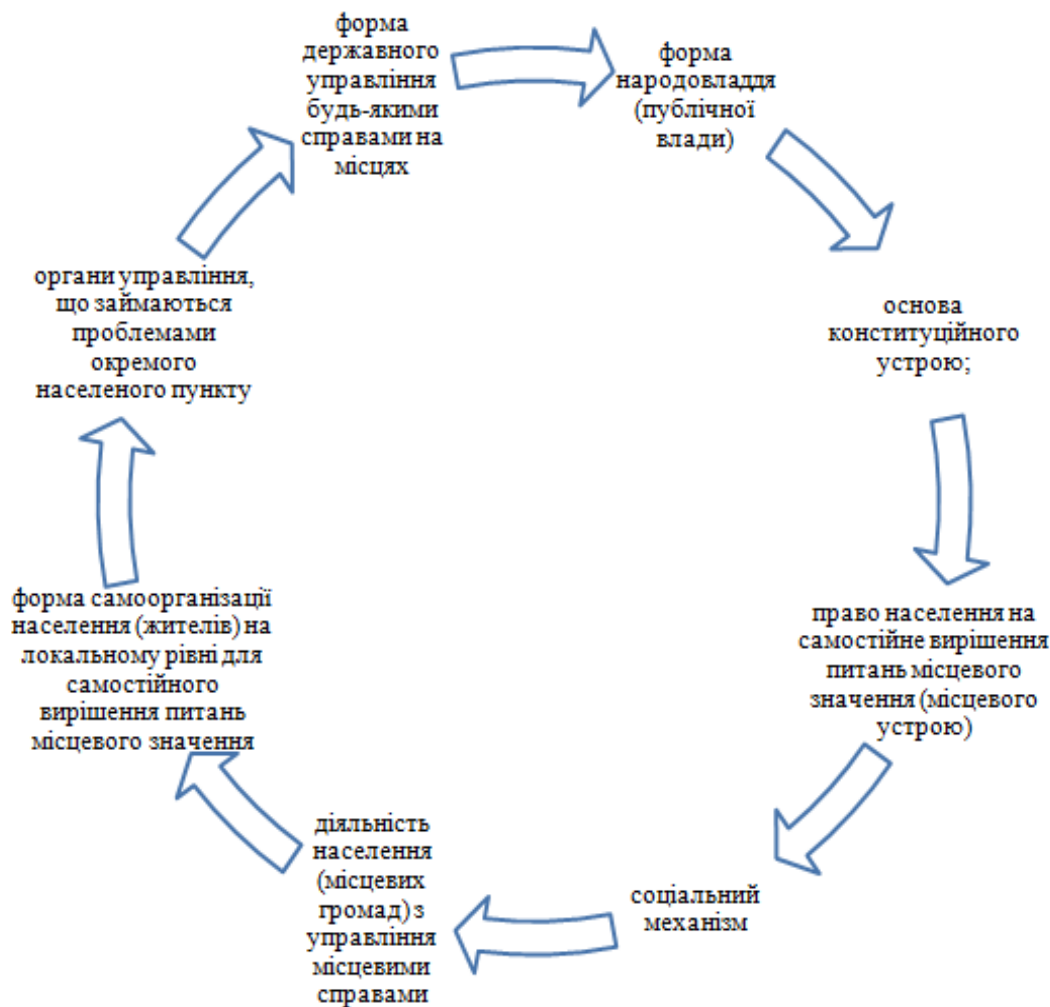 форма
державного
управління
будь-якими
справами на
місцях
форма
народовладдя
(публічної
влади)
основа
конституційного
устрою;
право населення на
самостійне вирішення
питань місцевого
значення (місцевого
устрою)
соціальний
механізм
діяльність
населення
(місцевих
громад) з
управління
місцевими
справами
форма самоорганізації
населення (жителів) на
локальному рівні для
самостійного
вирішення питань
місцевого значення
органи управління,
що займаються
проблемами
окремого
населеного пункту